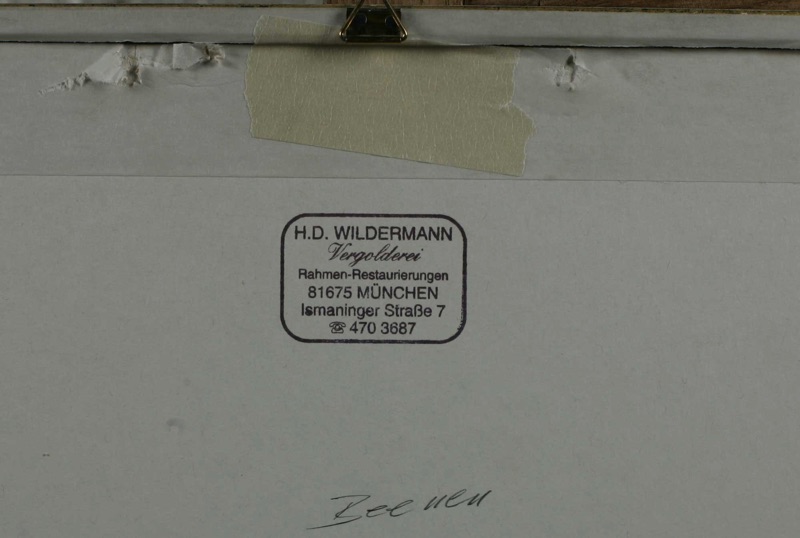 H.D. WILDERMANN
Vergolderei
Rahmen-Restaurierungen
81675 MÜNCHEN
Ismaninger Straße 7
☏ 470 3687